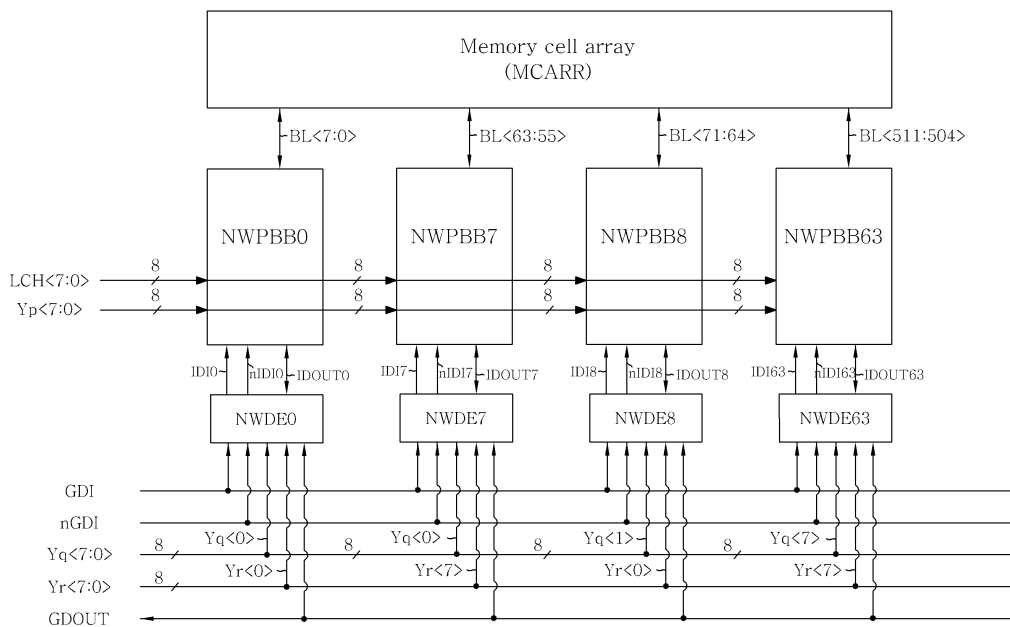 Memory cell array
(MCARR)
BL<7:0>
BL<63:55>
BL<71:64>
BL<511:504>
NWPBB0
NWPBB7
NWPBB8
NWPBB63
LCH<7:0>
8
8
8
8
Yp<7:0>
8
8
8
8
IDI0
nIDI0
IDOUT0
IDI7
nIDI7
IDOUT7
IDI8
nIDI8
IDOUT8
IDI63
nIDI63
IDOUT63
NWDE0
NWDE7
NWDE8
NWDE63
GDI
nGDI
Yq<0>
Yq<0>
Yq<1>
Yq<7>
Yq<7:0>
8
8
8
8
Yr<0>
Yr<7>
Yr<0>
Yr<7>
Yr<7:0>
8
GDOUT